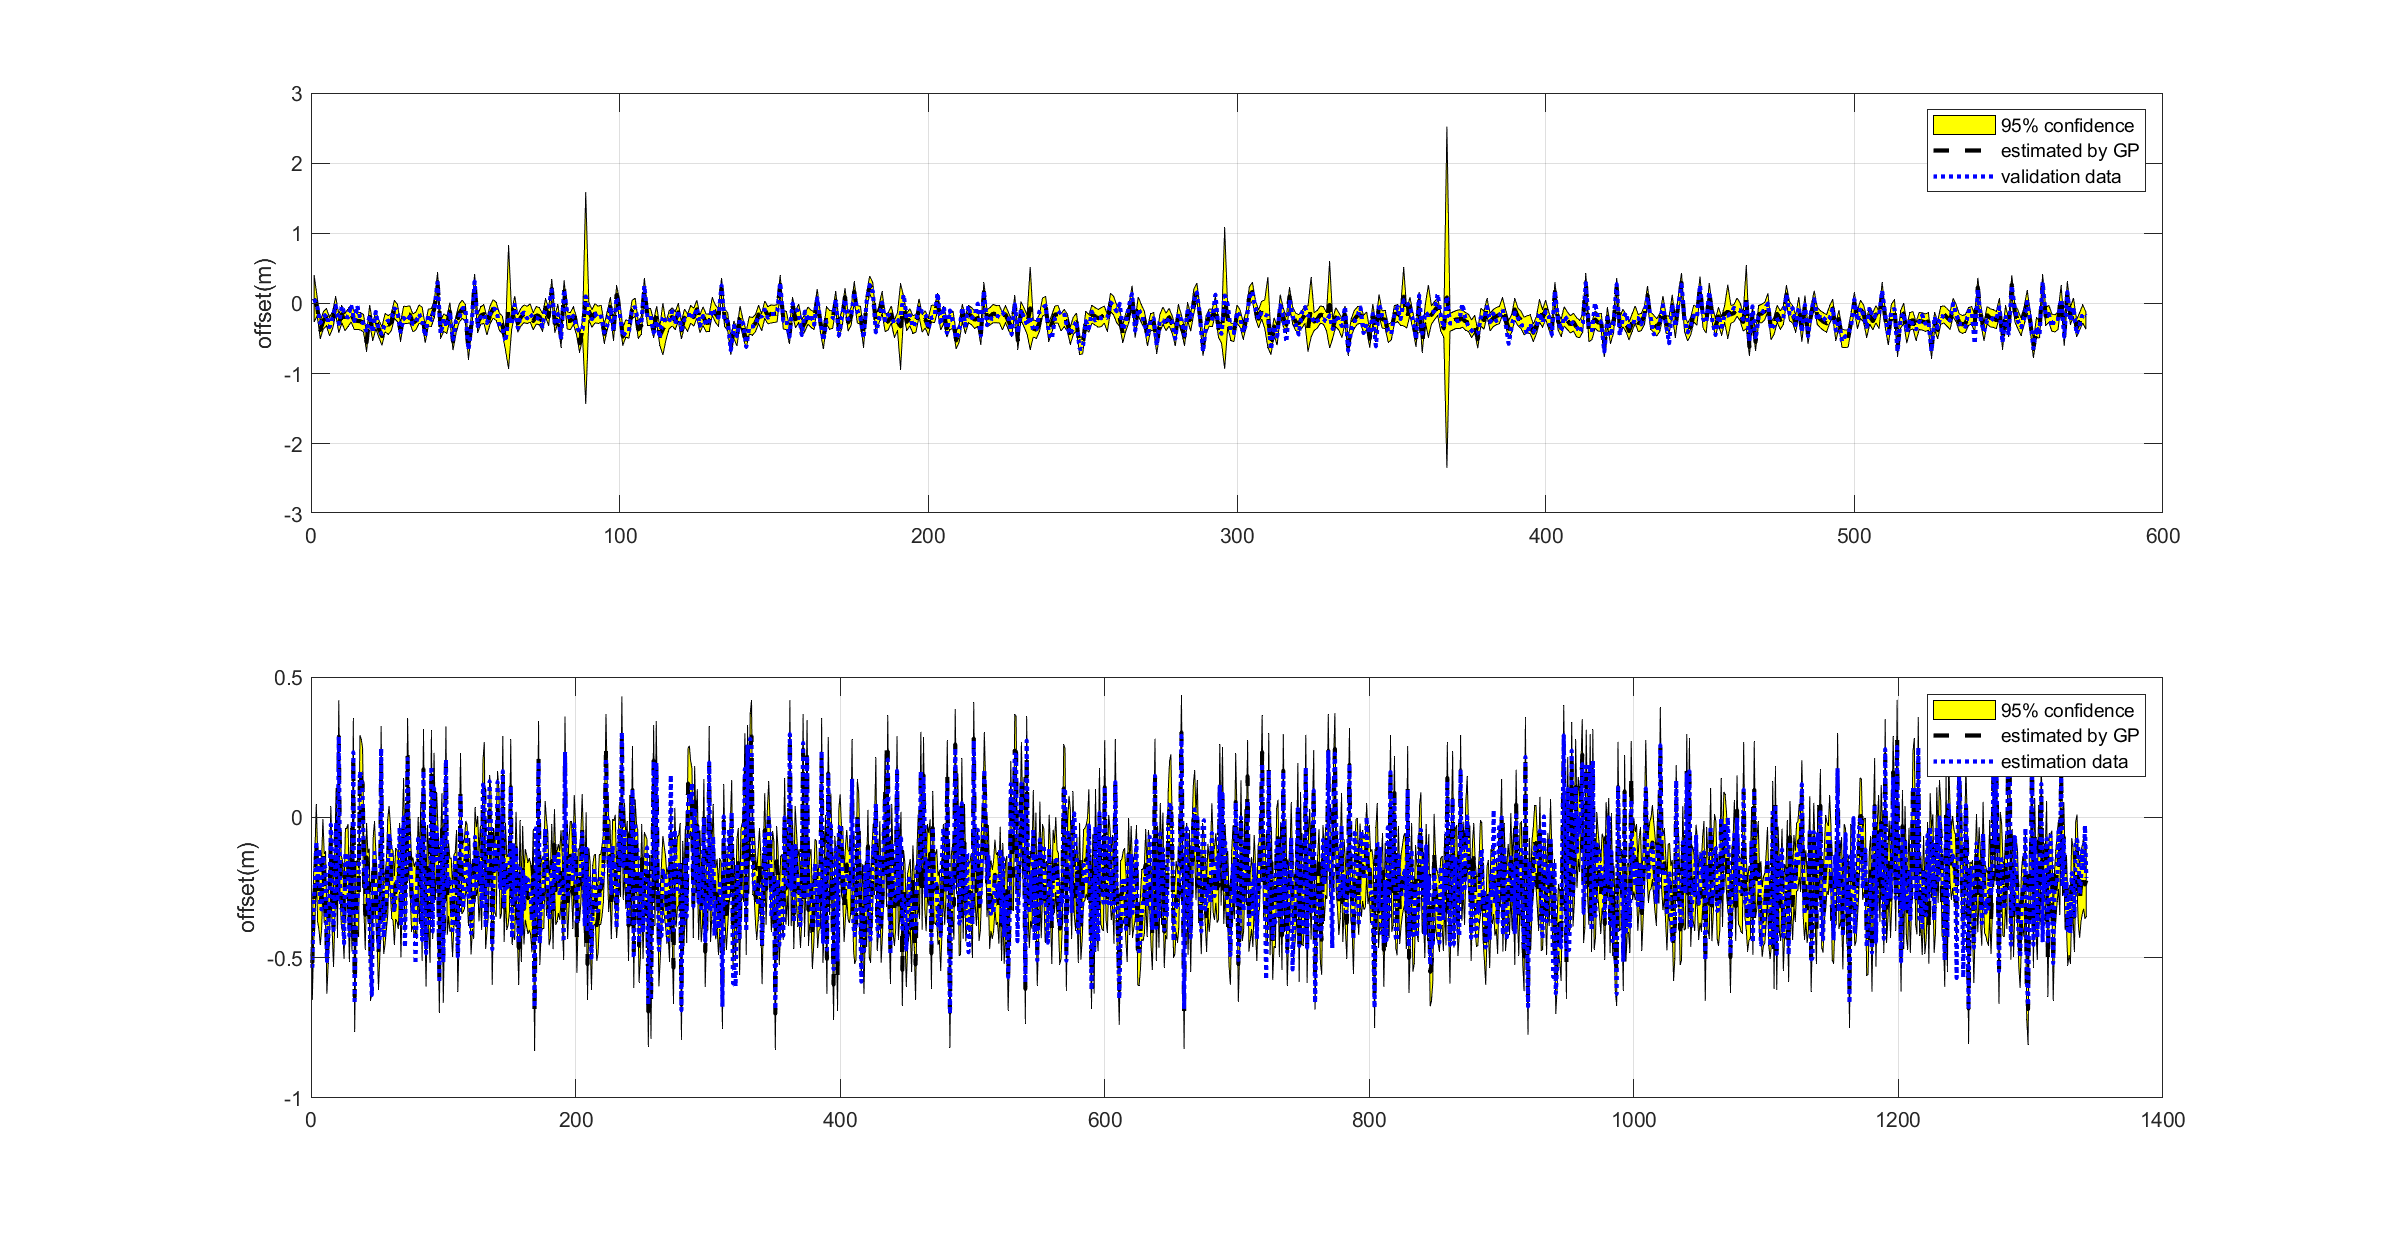 3
2
1
0
-1
-2
-3
offset(m)
0 100 200 300 400 500 600
95% confidence
estimated by GP
validation data
0.5
0
-0.5
-1
offset(m)
0 200 400 600 800 1000 1200 1400
95% confidence
estimated by GP
estimation data